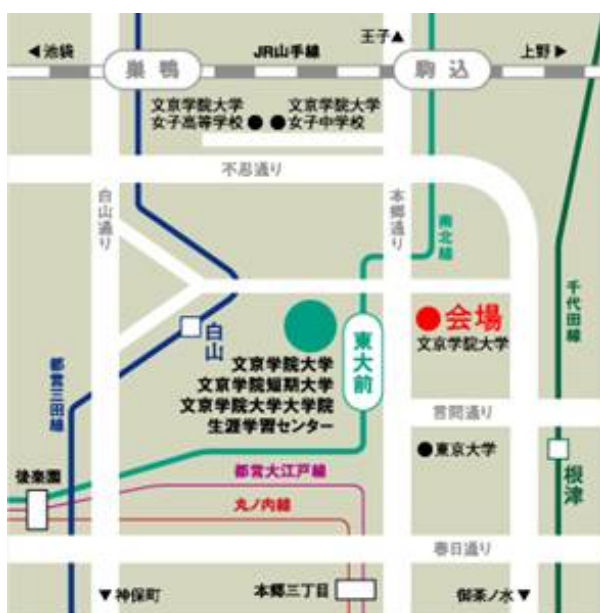 王子▲
◀池袋
巣鴨
JR山手線
駒込
上野▶
文京学院大学
女子高等学校●
文京学院大学
●女子中学校
不忍通り
白山通り
本郷通り
南北線
千代田線
白山
東大前
●会場
文京学院大学
文京学院大学
文京学院短期大学
文京学院大学大学院
生涯学習センター
都営三田線
言問通り
●東京大学
根津
後楽園
都営大江戸線
丸ノ内線
春日通り
▼神保町
本郷三丁目
御茶ノ水▼